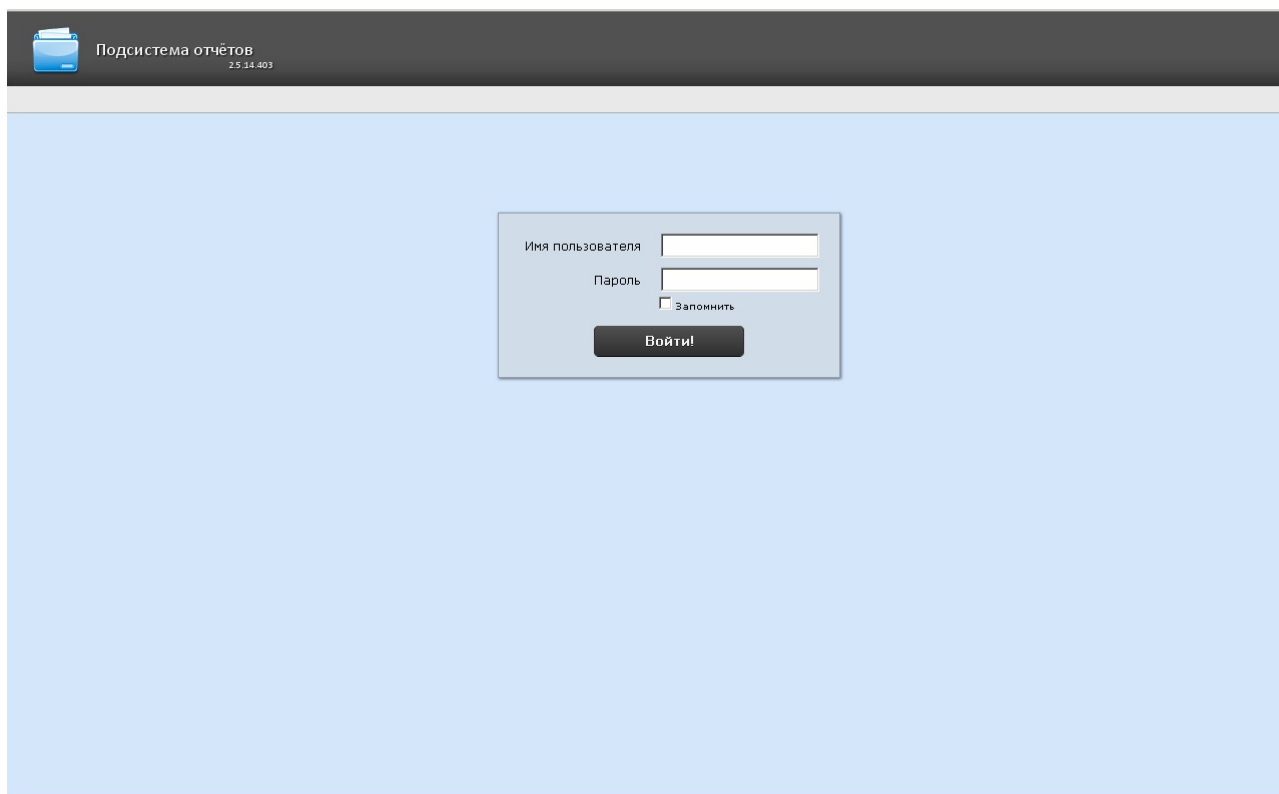 Подсистема отчётов
2.5.14.403
Имя пользователя
Пароль
Запомнить
Войти!